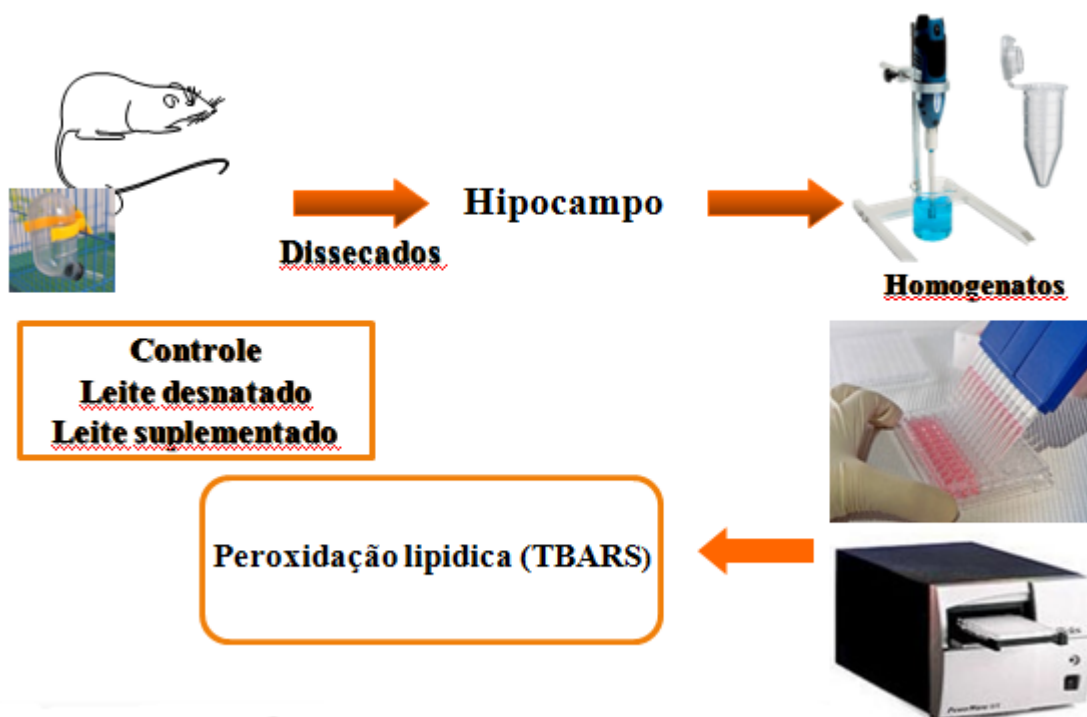 Hipocampo
Dissecados
Homogenatos
Controle
Leite desnatado
Leite suplementado
Peroxidação lipidica (TBARS)